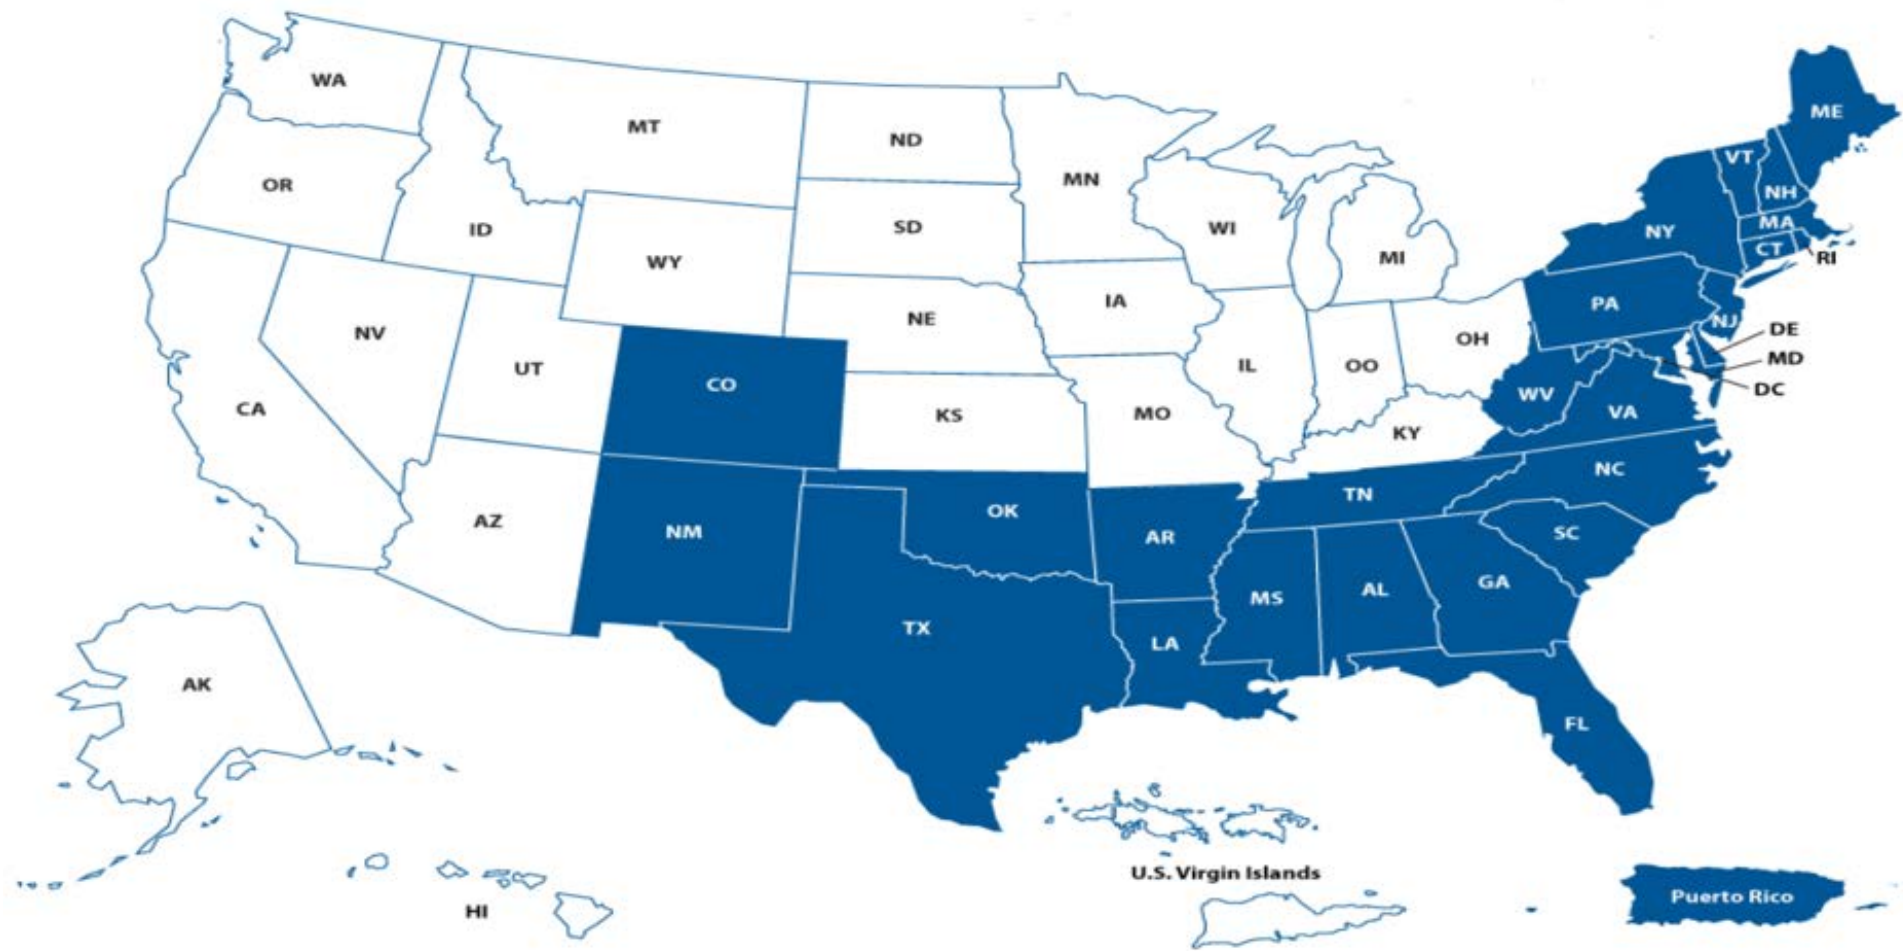 WA
MT
ND
MN
ME
VT
NH
OR
ID
SD
WI
MI
NY
MA
CT
RI
WY
IA
PA
NE
NV
NJ
DE
OH
MD
UT
IL
OO
CO
DC
WV
CA
KS
MO
VA
KY
NC
TN
AZ
NM
OK
AR
SC
AL
GA
MS
TX
LA
AK
FL
U.S. Virgin Islands
Puerto Rico
HI